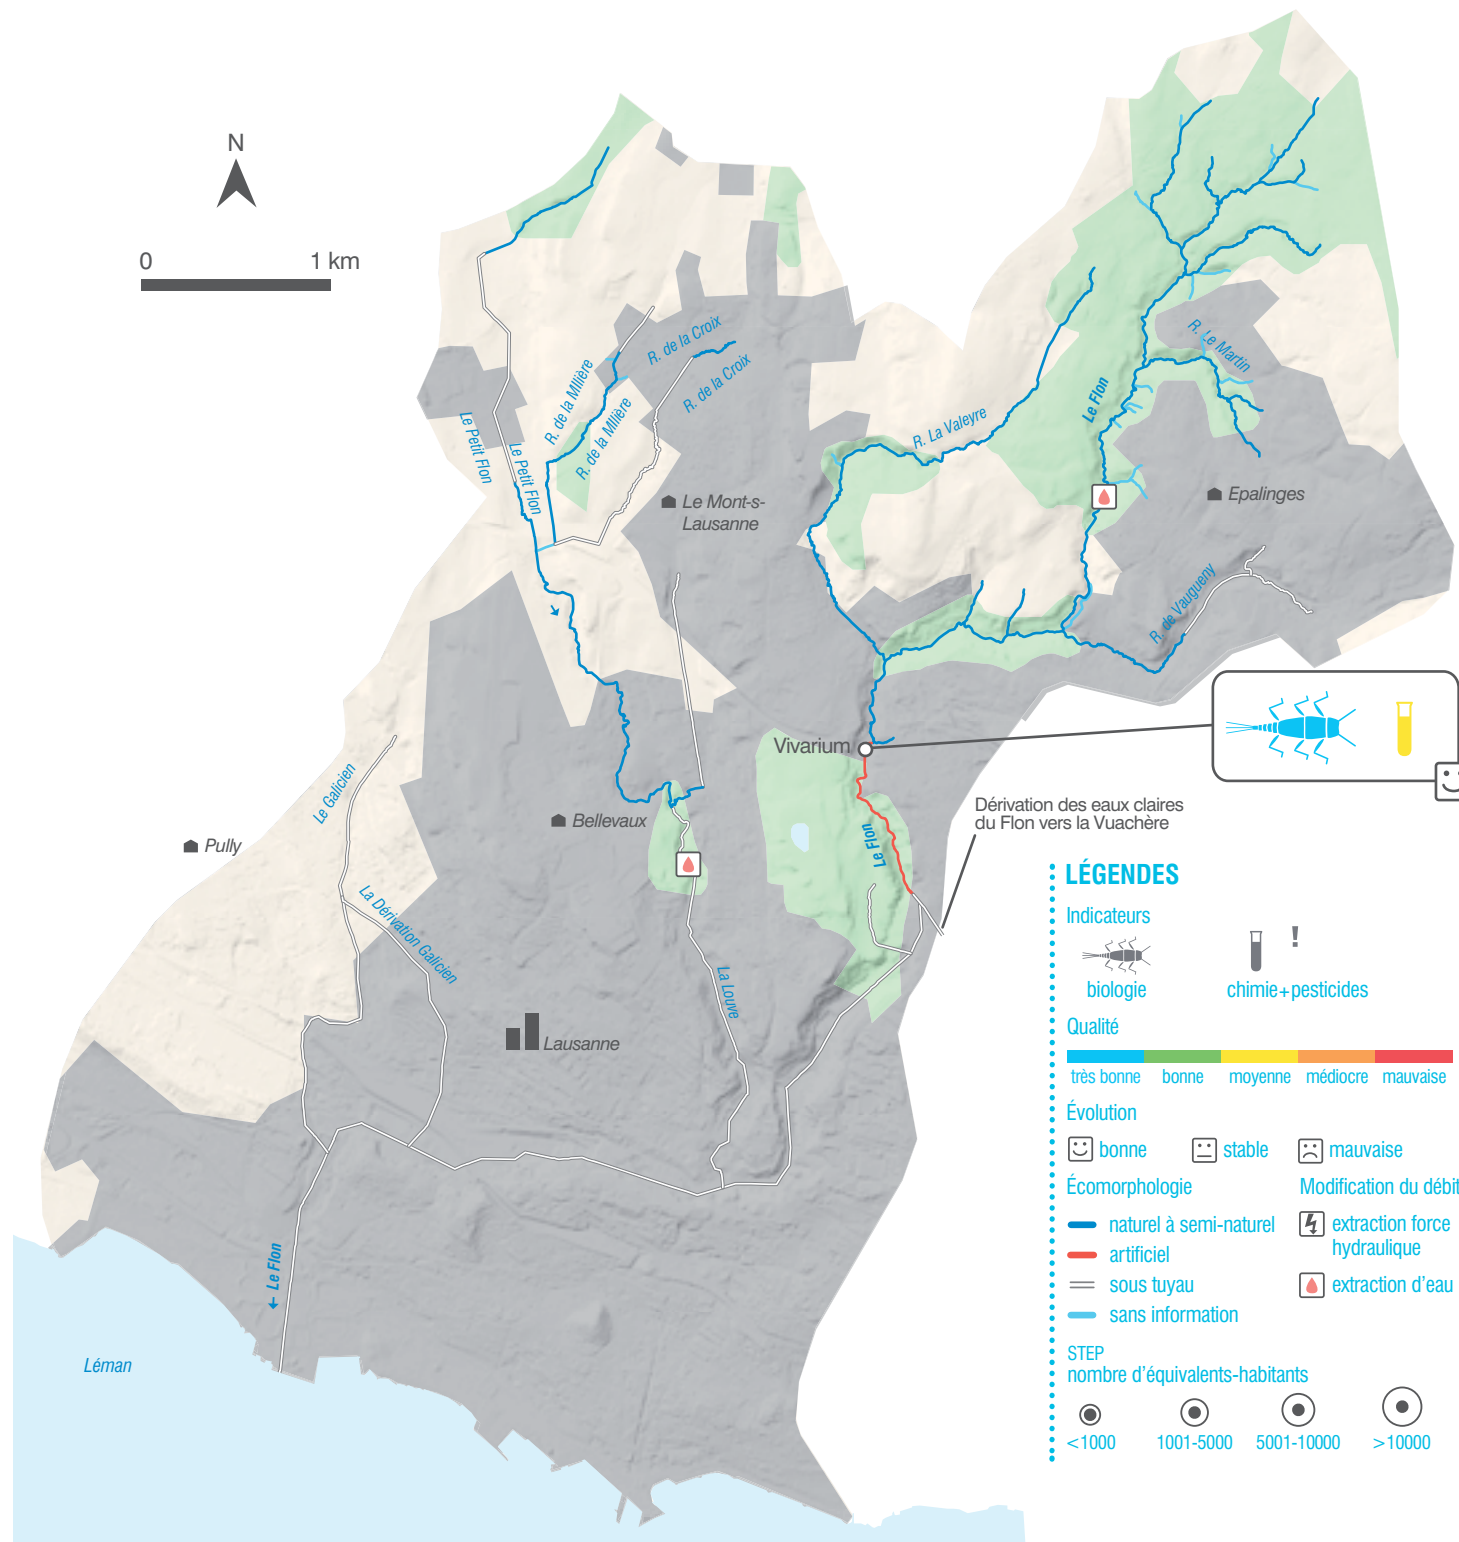 N
0 1 km
R. de la Croix
R. de la Croix
R. de la MIlière
R. de la MIlière
Le Petit Flon
Le Petit Flon
Le Mont-s-
Lausanne
R. La Valeyre
Le Flon
R. Le Martin
Epalinges
R. de Vaugueny
Vivarium
Dérivation des eaux claires
du Flon vers la Vuachère
Le Flon
Bellevaux
Pully
Le Galicien
La Dérivation Galicien
La Louve
Lausanne
Le Flon
Léman
LÉGENDES
Indicateurs
!
biologie chimie+pesticides
Qualité
très bonne bonne moyenne médiocre mauvaise
Évolution
bonne stable mauvaise
Écomorphologie Modification du débit
naturel à semi-naturel extraction force
hydraulique
artificiel
sous tuyau extraction d'eau
sans information
STEP
nombre d'équivalents-habitants
<1000 1001-5000 5001-10000 >10000